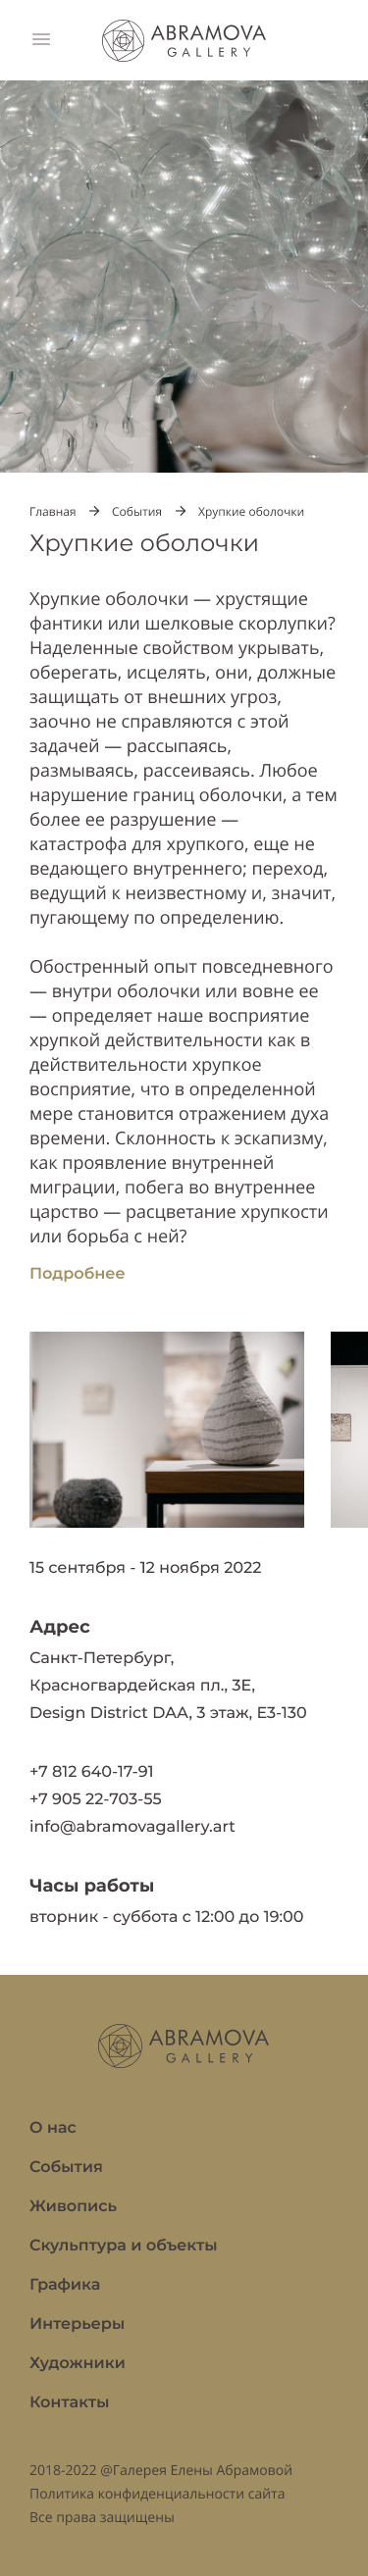 ABRAMOVA
GALLERY
Главная → События → Хрупкие оболочки
Хрупкие оболочки
Хрупкие оболочки — хрустящие
фантики или шелковые скорлупки?
Наделенные свойством укрывать,
оберегать, исцелять, они, должные
защищать от внешних угроз,
заочно не справляются с этой
задачей — рассыпаясь,
размываясь, рассеиваясь. Любое
нарушение границ оболочки, а тем
более ее разрушение —
катастрофа для хрупкого, еще не
ведающего внутреннего; переход,
ведущий к неизвестному и, значит,
пугающему по определению.
Обостренный опыт повседневного
— внутри оболочки или вовне ее
— определяет наше восприятие
хрупкой действительности как в
действительности хрупкое
восприятие, что в определенной
мере становится отражением духа
времени. Склонность к эскапизму,
как проявление внутренней
миграции, побега во внутреннее
царство — расцветание хрупкости
или борьба с ней?
Подробнее
15 сентября - 12 ноября 2022
Адрес
Санкт-Петербург,
Красногвардейская пл., 3Е,
Design District DAA, 3 этаж, Е3-130
+7 812 640-17-91
+7 905 22-703-55
info@abramovagallery.art
Часы работы
вторник - суббота с 12:00 до 19:00
ABRAMOVA
GALLERY
О нас
События
Живопись
Скульптура и объекты
Графика
Интерьеры
Художники
Контакты
2018-2022 @Галерея Елены Абрамовой
Политика конфиденциальности сайта
Все права защищены